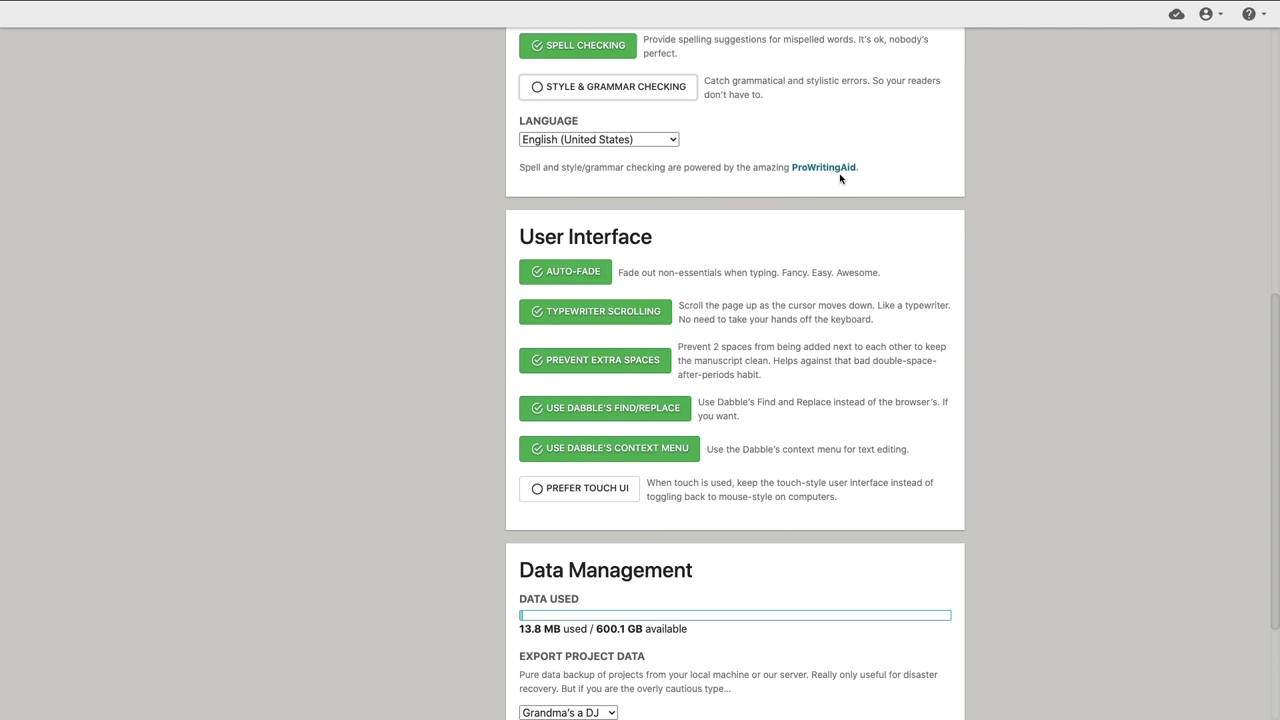 SPELL CHECKING
Provide spelling suggestions for mispelled words. It's ok, nobody's
perfect.
STYLE & GRAMMAR CHECKING
Catch grammatical and stylistic errors. So your readers
don't have to.
LANGUAGE
English (United States)
Spell and style/grammar checking are powered by the amazing ProWritingAid.
User Interface
AUTO-FADE
Fade out non-essentials when typing. Fancy. Easy. Awesome.
TYPEWRITER SCROLLING
Scroll the page up as the cursor moves down. Like a typewriter.
No need to take your hands off the keyboard.
PREVENT EXTRA SPACES
Prevent 2 spaces from being added next to each other to keep
the manuscript clean. Helps against that bad double-space-
after-periods habit.
USE DABBLE'S FIND/REPLACE
Use Dabble's Find and Replace instead of the browser's. If
you want.
USE DABBLE'S CONTEXT MENU
Use the Dabble's context menu for text editing.
PREFER TOUCH UI
When touch is used, keep the touch-style user interface instead of
toggling back to mouse-style on computers.
Data Management
DATA USED
13.8 MB used / 600.1 GB available
EXPORT PROJECT DATA
Pure data backup of projects from your local machine or our server. Really only useful for disaster
recovery. But if you are the overly cautious type...
Grandma's a DJ